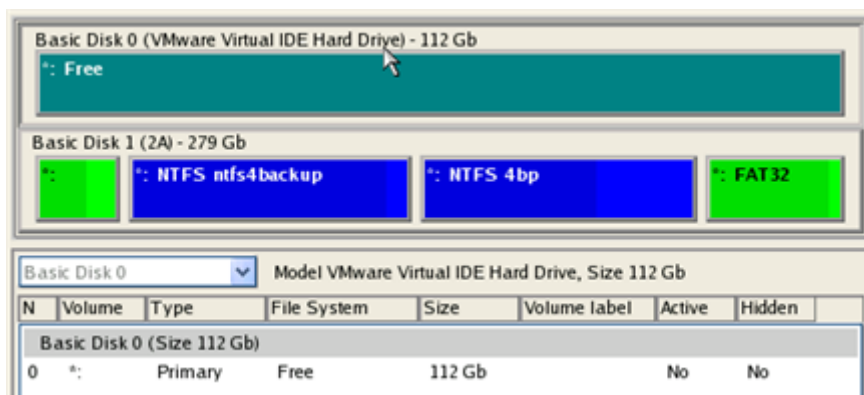 Basic Disk 0 (VMware Virtual IDE Hard Drive) - 112 Gb
*: Free
Basic Disk 1 (2A) - 279 Gb
*: *: NTFS ntfs4backup *: NTFS 4bp *: FAT32
Basic Disk 0 Model VMware Virtual IDE Hard Drive, Size 112 Gb
N Volume Type File System Size Volume label Active Hidden
Basic Disk 0 (Size 112 Gb)
0 *: Primary Free 112 Gb No No